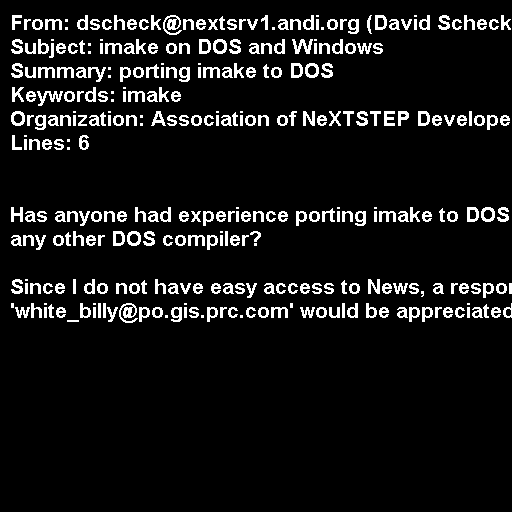 From: dscheck@nextsrv1.andi.org (David Scheck
Subject: imake on DOS and Windows
Summary: porting imake to DOS
Keywords: imake
Organization: Association of NeXTSTEP Develope
Lines: 6
Has anyone had experience porting imake to DOS
any other DOS compiler?
Since I do not have easy access to News, a respon
'white_billy@po.gis.prc.com' would be appreciated